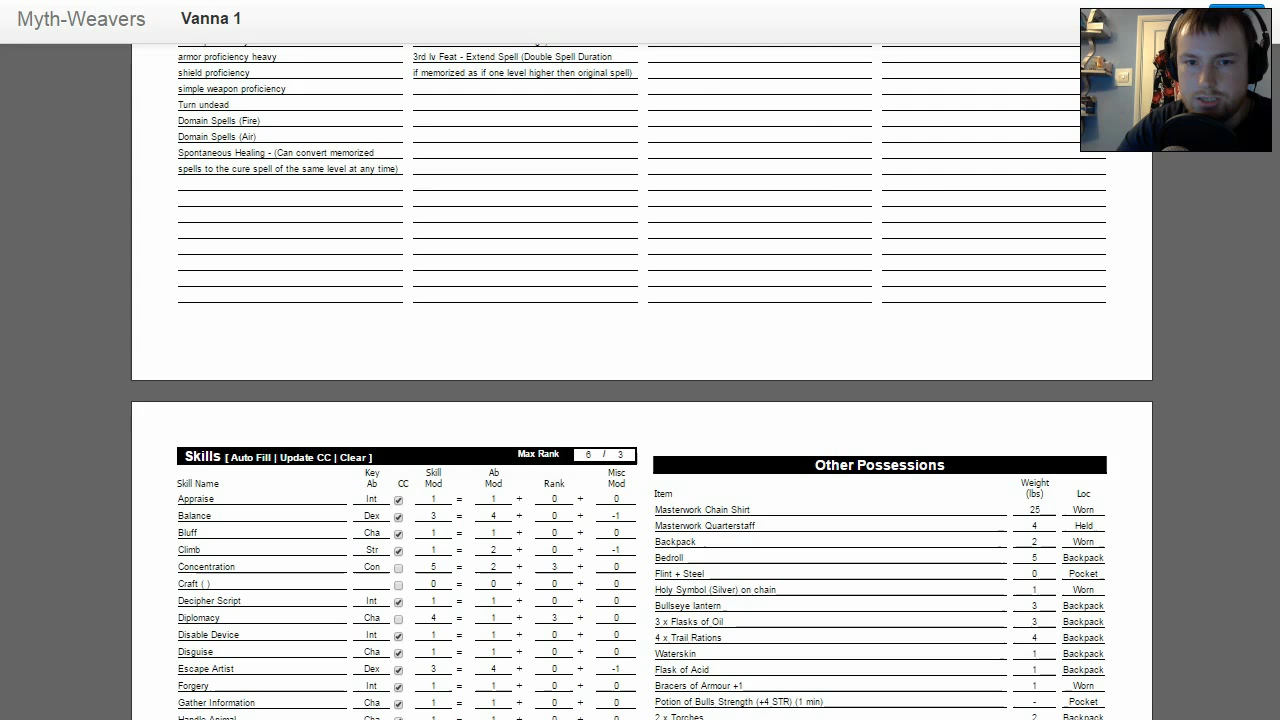 Myth-Weavers Vanna 1
armor proficiency heavy
shield proficiency
simple weapon proficiency
Turn undead
Domain Spells (Fire)
Domain Spells (Air)
Spontaneous Healing - (Can convert memorized
spells to the cure spell of the same level at any time)
3rd lv Feat - Extend Spell (Double Spell Duration
if memorized as if one level higher then original spell)
Skills [ Auto Fill | Update CC | Clear ] Max Rank 6 / 3
Key Skill Ab Misc
Skill Name Ab CC Mod Mod Rank Mod
Appraise Int 1 = 1 + 0 + 0
Balance Dex 3 = 4 + 0 + -1
Bluff Cha 1 = 1 + 0 + 0
Climb Str 1 = 2 + 0 + -1
Concentration Con 5 = 2 + 3 + 0
Craft ( ) 0 = 0 + 0 + 0
Decipher Script Int 1 = 1 + 0 + 0
Diplomacy Cha 4 = 1 + 3 + 0
Disable Device Int 1 = 1 + 0 + 0
Disguise Cha 1 = 1 + 0 + 0
Escape Artist Dex 3 = 4 + 0 + -1
Forgery Int 1 = 1 + 0 + 0
Gather Information Cha 1 = 1 + 0 + 0
Handle Animal Cha 1 = 1 + 0 + 0
Other Possessions
Weight
Item (lbs) Loc
Masterwork Chain Shirt 25 Worn
Masterwork Quarterstaff 4 Held
Backpack 2 Worn
Bedroll 5 Backpack
Flint + Steel 0 Pocket
Holy Symbol (Silver) on chain 1 Worn
Bullseye lantern 3 Backpack
3 x Flasks of Oil 3 Backpack
4 x Trail Rations 4 Backpack
Waterskin 1 Backpack
Flask of Acid 1 Backpack
Bracers of Armour +1 1 Worn
Potion of Bulls Strength (+4 STR) (1 min) - Pocket
2 x Torches 2 Backpack